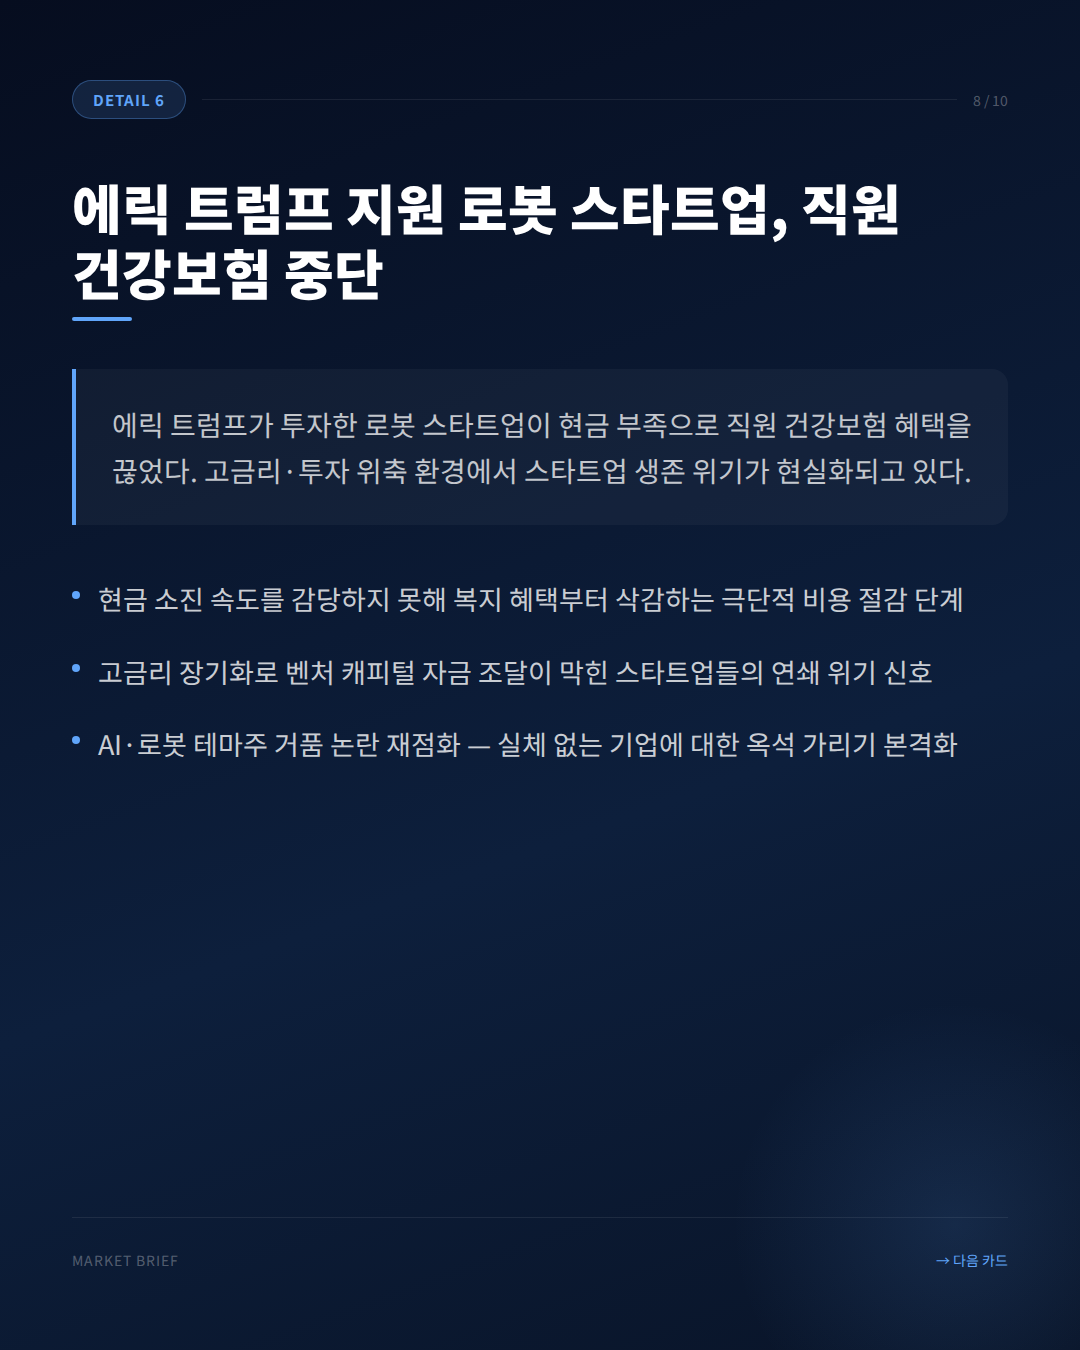 DETAIL 6
8 / 10
에릭 트럼프 지원 로봇 스타트업, 직원
건강보험 중단
에릭 트럼프가 투자한 로봇 스타트업이 현금 부족으로 직원 건강보험 혜택을
끊었다. 고금리·투자 위축 환경에서 스타트업 생존 위기가 현실화되고 있다.
• 현금 소진 속도를 감당하지 못해 복지 혜택부터 삭감하는 극단적 비용 절감 단계
• 고금리 장기화로 벤처 캐피털 자금 조달이 막힌 스타트업들의 연쇄 위기 신호
• AI·로봇 테마주 거품 논란 재점화 — 실체 없는 기업에 대한 옥석 가리기 본격화
MARKET BRIEF
→ 다음 카드